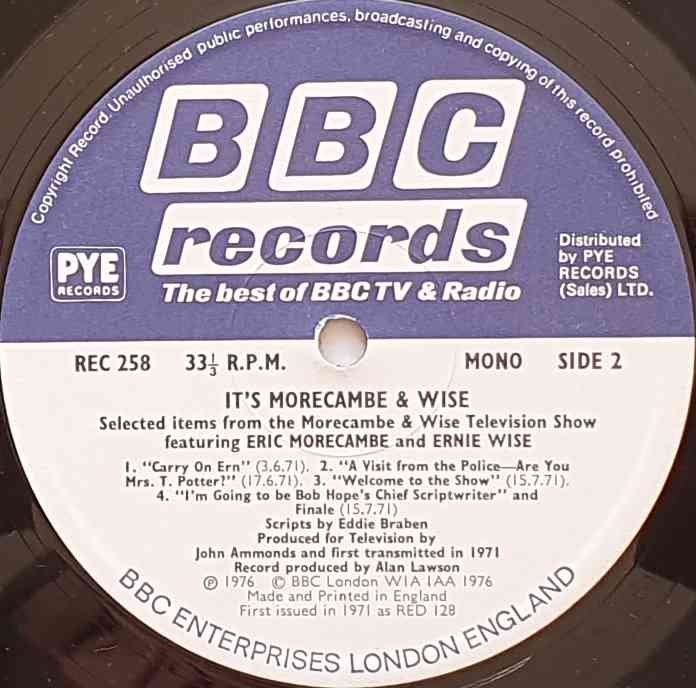 Copyright Record. Unauthorised public performances, broadcasting and copying of this record prohibited
BBC
records
The best of BBC TV & Radio
PYE
RECORDS
Distributed
by PYE
RECORDS
(Sales) LTD.
REC 258 33⅓ R.P.M. MONO SIDE 2
IT'S MORECAMBE & WISE
Selected items from the Morecambe & Wise Television Show
featuring ERIC MORECAMBE and ERNIE WISE
1. "Carry On Ern" (3.6.71). 2. "A Visit from the Police—Are You
Mrs. T. Potter?" (17.6.71). 3. "Welcome to the Show" (15.7.71).
4. "I'm Going to be Bob Hope's Chief Scriptwriter" and
Finale (15.7.71)
Scripts by Eddie Braben
Produced for Television by
John Ammonds and first transmitted in 1971
Record produced by Alan Lawson
℗ 1976 © BBC London W1A 1AA 1976
Made and Printed in England
First issued in 1971 as RED 128
BBC ENTERPRISES LONDON ENGLAND